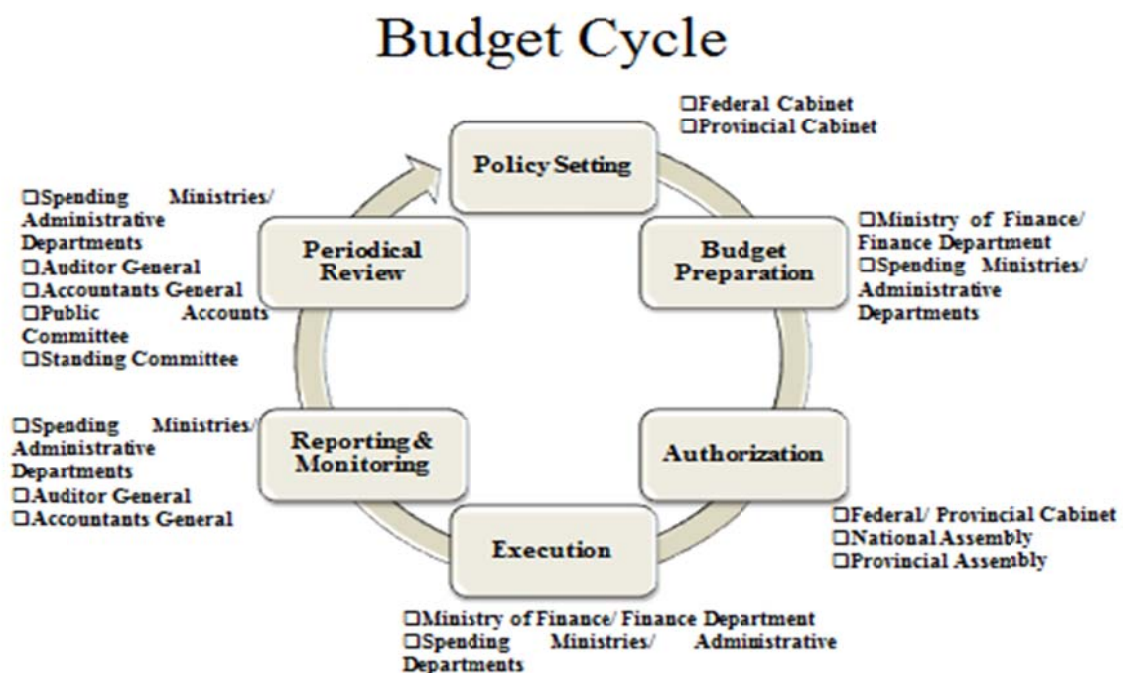 Budget Cycle
Policy Setting
❑Federal Cabinet
❑Provincial Cabinet
Budget
Preparation
❑Ministry of Finance/
Finance Department
❑Spending Ministries/
Administrative
Departments
Authorization
❑Federal/ Provincial Cabinet
❑National Assembly
❑Provincial Assembly
Execution
❑Ministry of Finance/ Finance Department
❑Spending Ministries/ Administrative
Departments
Reporting &
Monitoring
❑Spending Ministries/
Administrative
Departments
❑Auditor General
❑Accountants General
Periodical
Review
❑Spending Ministries/
Administrative
Departments
❑Auditor General
❑Accountants General
❑Public Accounts
Committee
❑Standing Committee